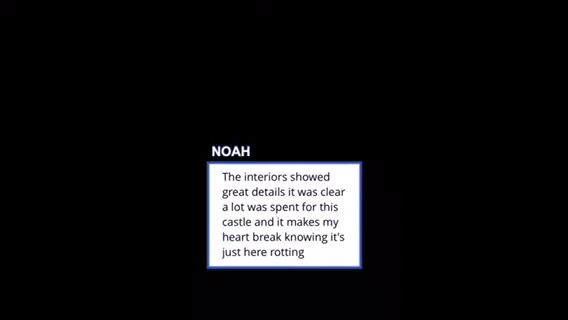 NOAH
The interiors showed
great details it was clear
a lot was spent for this
castle and it makes my
heart break knowing it's
just here rotting